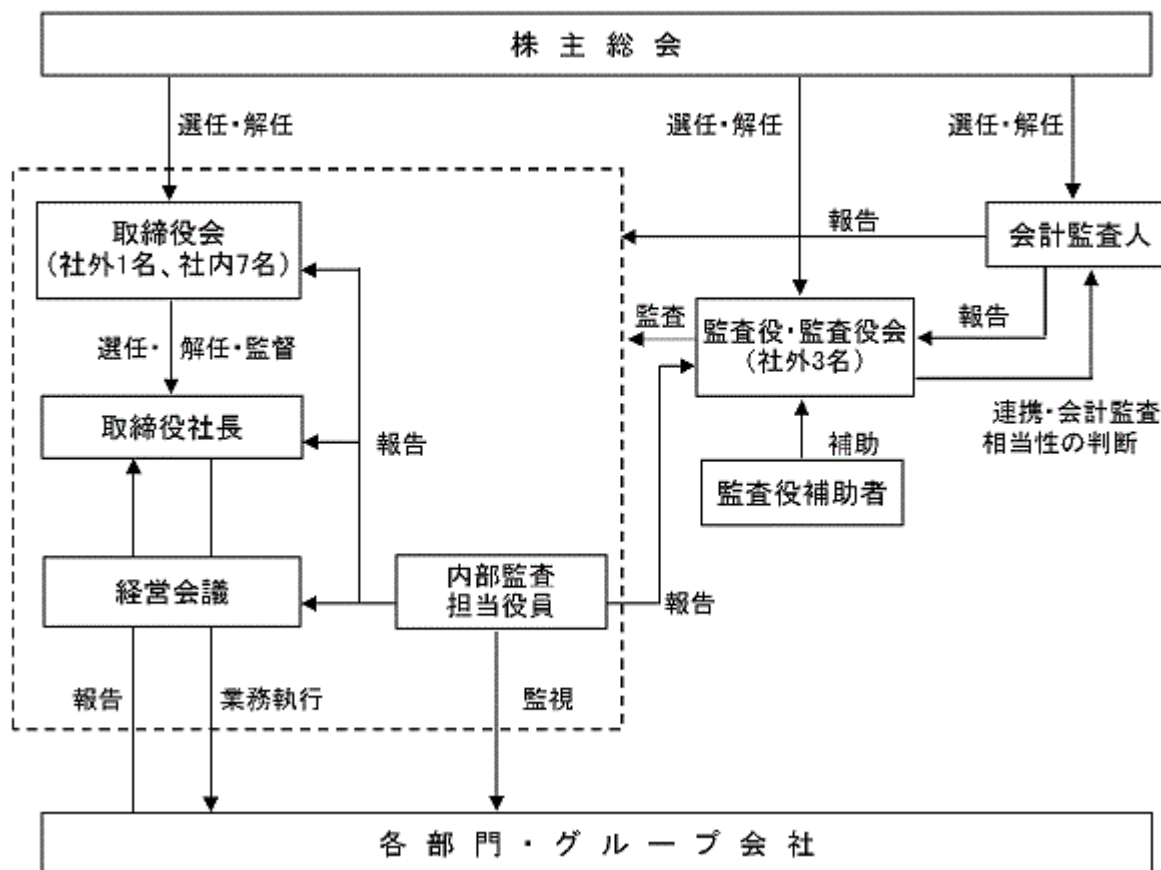 株主総会
選任・解任
選任・解任
選任・解任
取締役会
（社外1名、社内7名）
報告
会計監査人
監査
監査役・監査役会
（社外3名）
報告
選任・解任・監督
取締役社長
報告
連携・会計監査
相当性の判断
補助
監査役補助者
経営会議
内部監査
担当役員
報告
報告
業務執行
監視
各部門・グループ会社